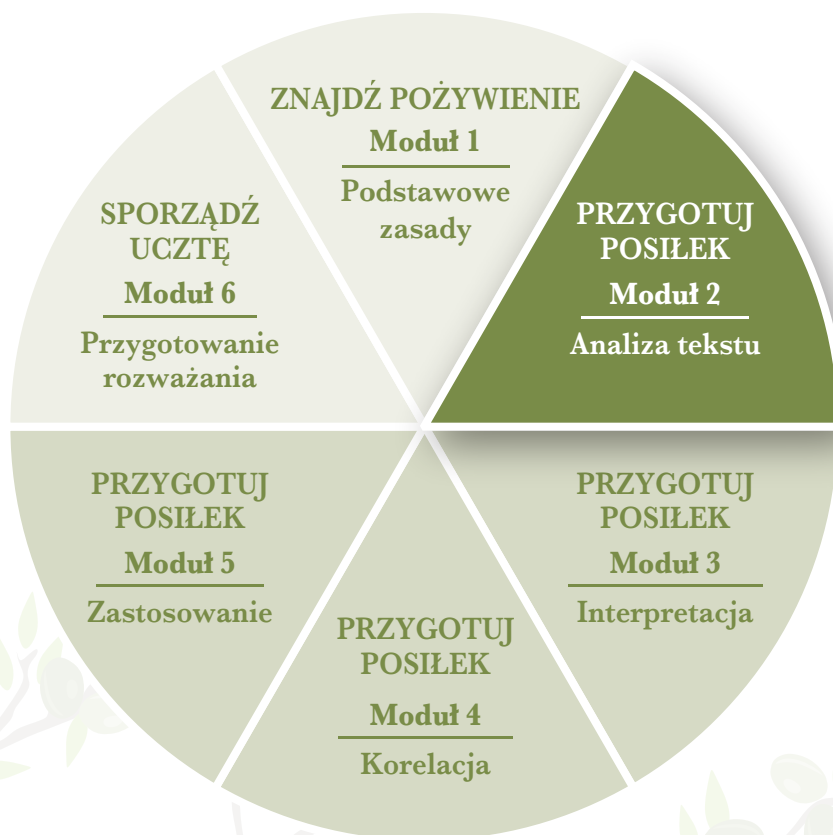 ZNAJDŹ POŻYWIENIE
Moduł 1
Podstawowe
zasady
PRZYGOTUJ
POSIŁEK
Moduł 2
Analiza tekstu
PRZYGOTUJ
POSIŁEK
Moduł 3
Interpretacja
PRZYGOTUJ
POSIŁEK
Moduł 4
Korelacja
PRZYGOTUJ
POSIŁEK
Moduł 5
Zastosowanie
SPORZĄDŹ
UCZTĘ
Moduł 6
Przygotowanie
rozważania